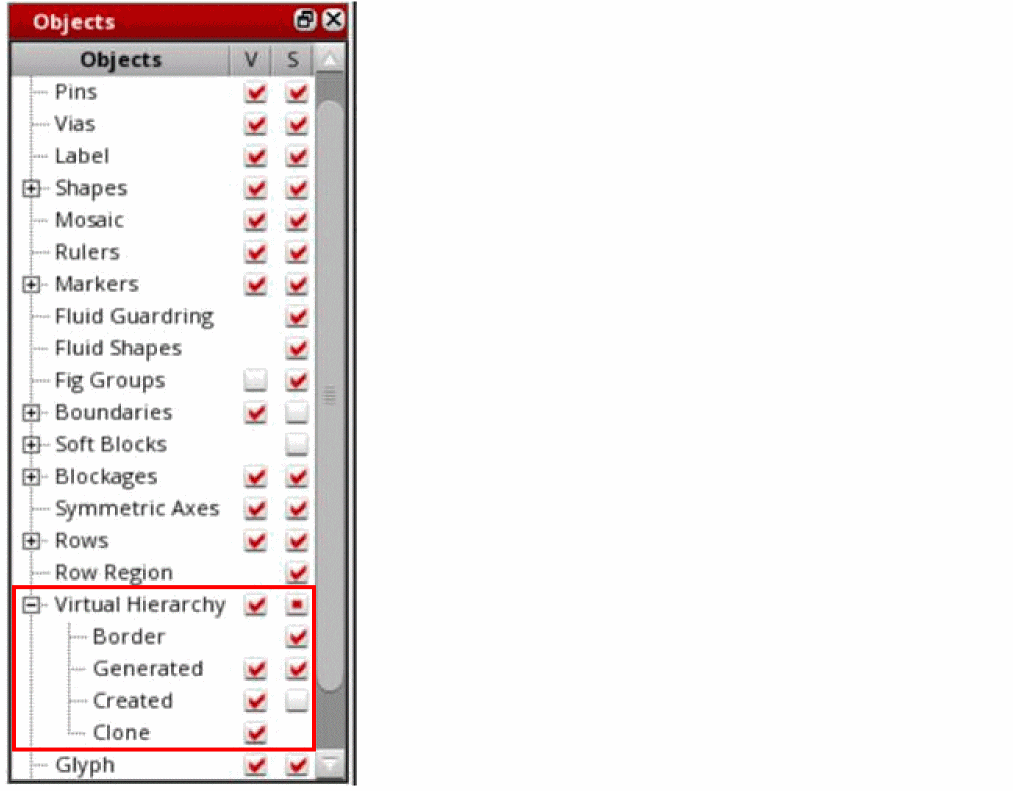 Objects
Objects V S
Pins
Vias
Label
Shapes
Mosaic
Rulers
Markers
Fluid Guardring
Fluid Shapes
Fig Groups
Boundaries
Soft Blocks
Blockages
Symmetric Axes
Rows
Row Region
Virtual Hierarchy
Border
Generated
Created
Clone
Glyph